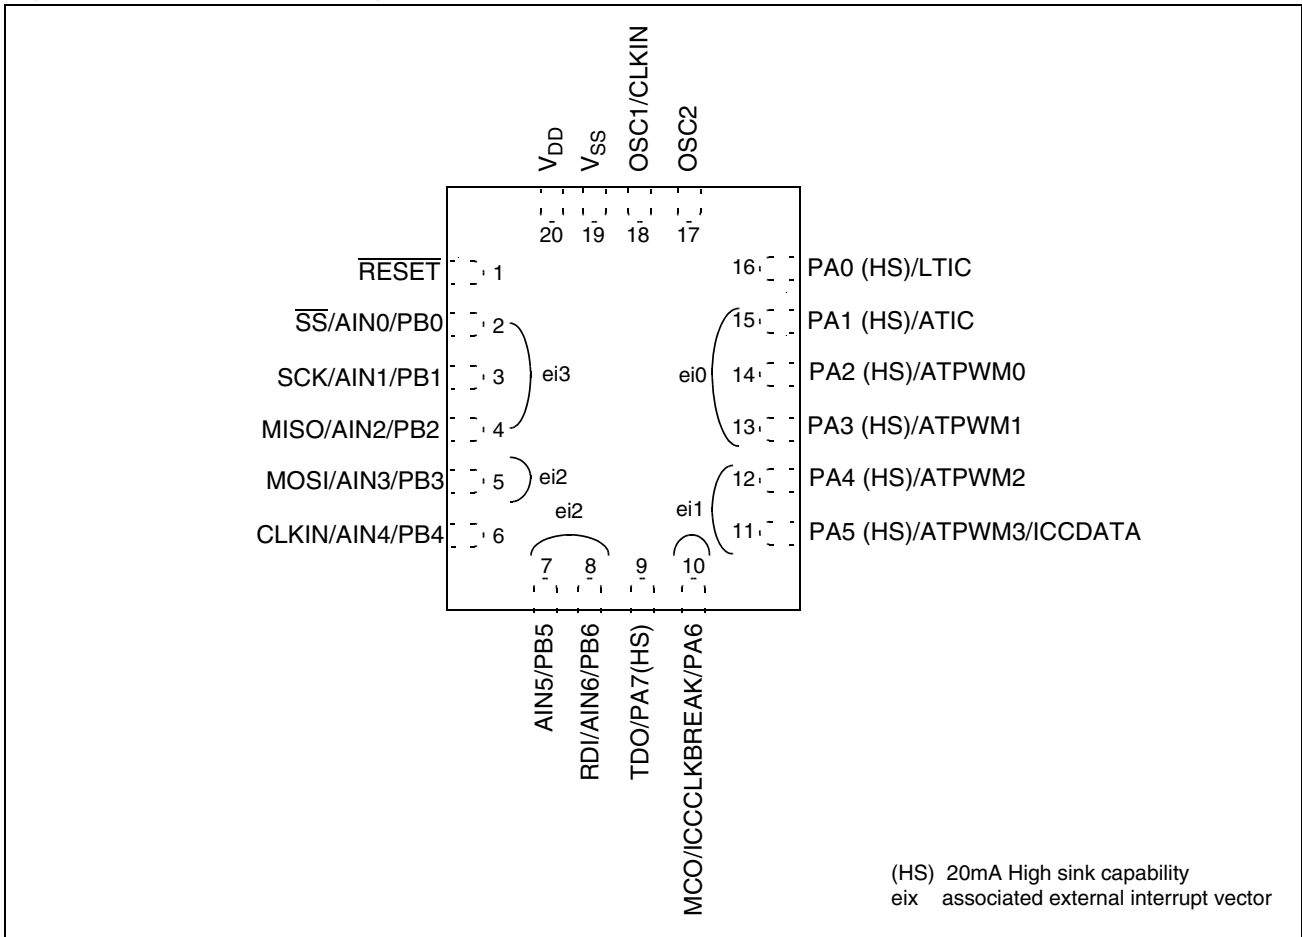 VDD
VSS
OSC1/CLKIN
OSC2
20
19
18
17
RESET
1
16
PA0 (HS)/LTIC
SS/AIN0/PB0
2
15
PA1 (HS)/ATIC
SCK/AIN1/PB1
3
ei3
ei0
14
PA2 (HS)/ATPWM0
MISO/AIN2/PB2
4
13
PA3 (HS)/ATPWM1
MOSI/AIN3/PB3
5
ei2
12
PA4 (HS)/ATPWM2
ei2
ei1
CLKIN/AIN4/PB4
6
11
PA5 (HS)/ATPWM3/ICCDATA
7
8
9
10
AIN5/PB5
RDI/AIN6/PB6
TDO/PA7(HS)
MCO/ICCCLKBREAK/PA6
(HS) 20mA High sink capability
eix associated external interrupt vector